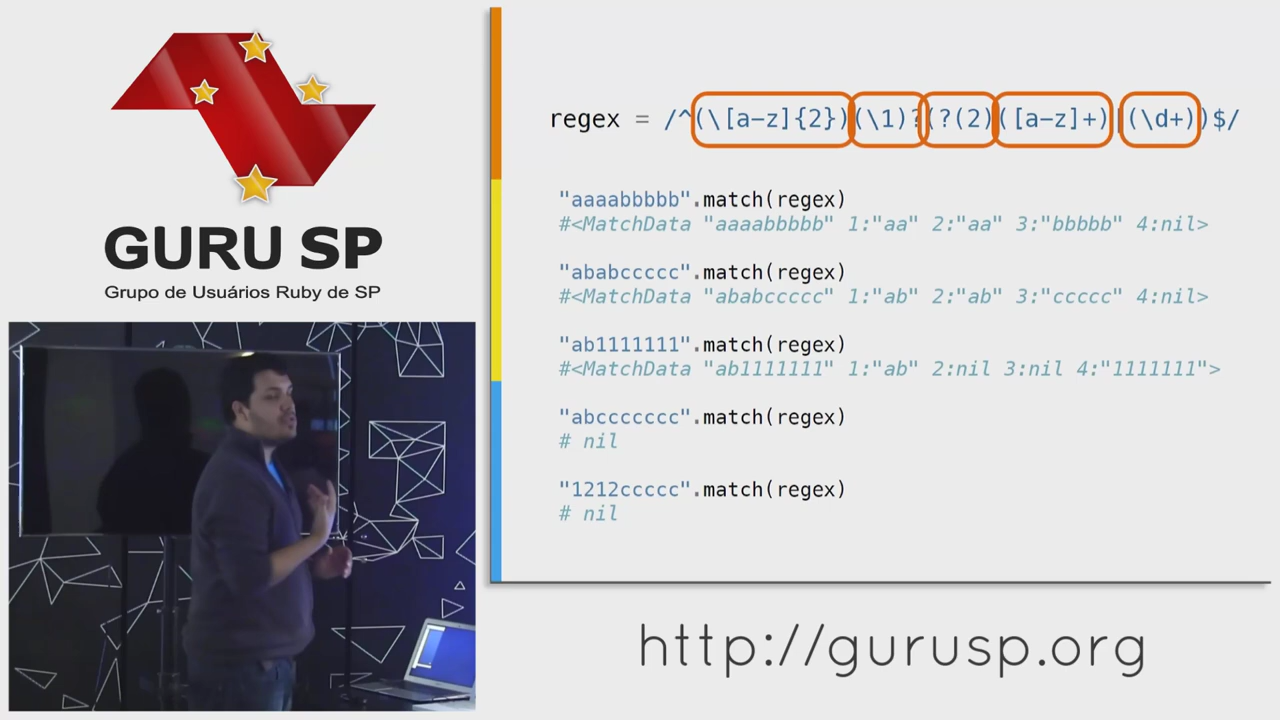 GURU SP
Grupo de Usuários Ruby de SP
regex = /^(\[a-z]{2})(\1)?(?(2)([a-z]+)|(\d+))$/
"aaaabbbbb".match(regex)
#<MatchData "aaaabbbbb" 1:"aa" 2:"aa" 3:"bbbbb" 4:nil>
"ababccccc".match(regex)
#<MatchData "ababccccc" 1:"ab" 2:"ab" 3:"ccccc" 4:nil>
"ab1111111".match(regex)
#<MatchData "ab1111111" 1:"ab" 2:nil 3:nil 4:"1111111">
"abccccccc".match(regex)
# nil
"1212ccccc".match(regex)
# nil
http://gurusp.org